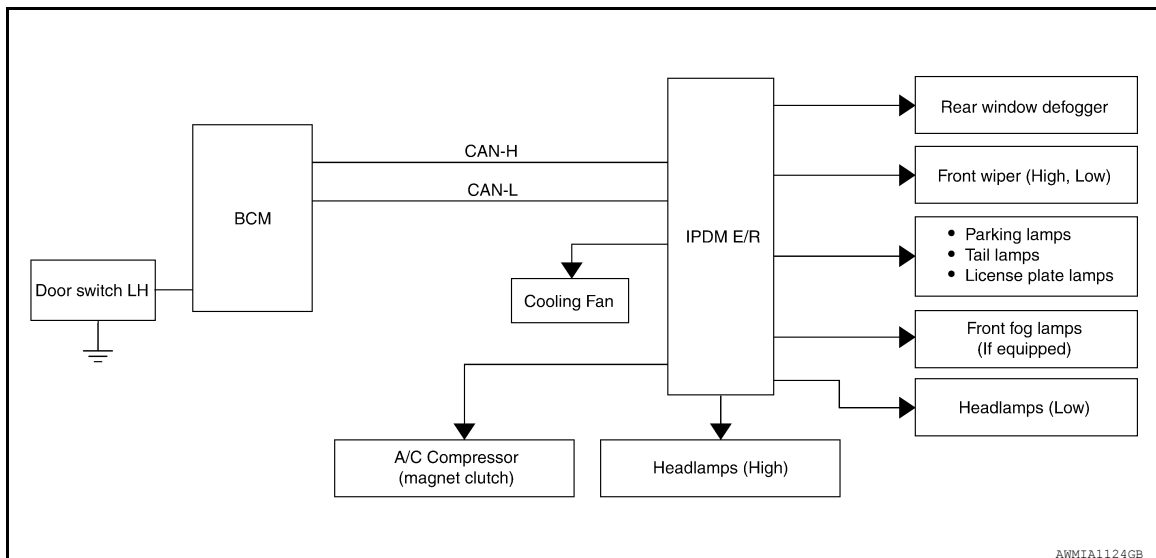 Rear window defogger
CAN-H
Front wiper (High, Low)
CAN-L
BCM
IPDM E/R
• Parking lamps
• Tail lamps
• License plate lamps
Door switch LH
Cooling Fan
Front fog lamps
(If equipped)
Headlamps (Low)
A/C Compressor
(magnet clutch)
Headlamps (High)
AWMIA1124GB